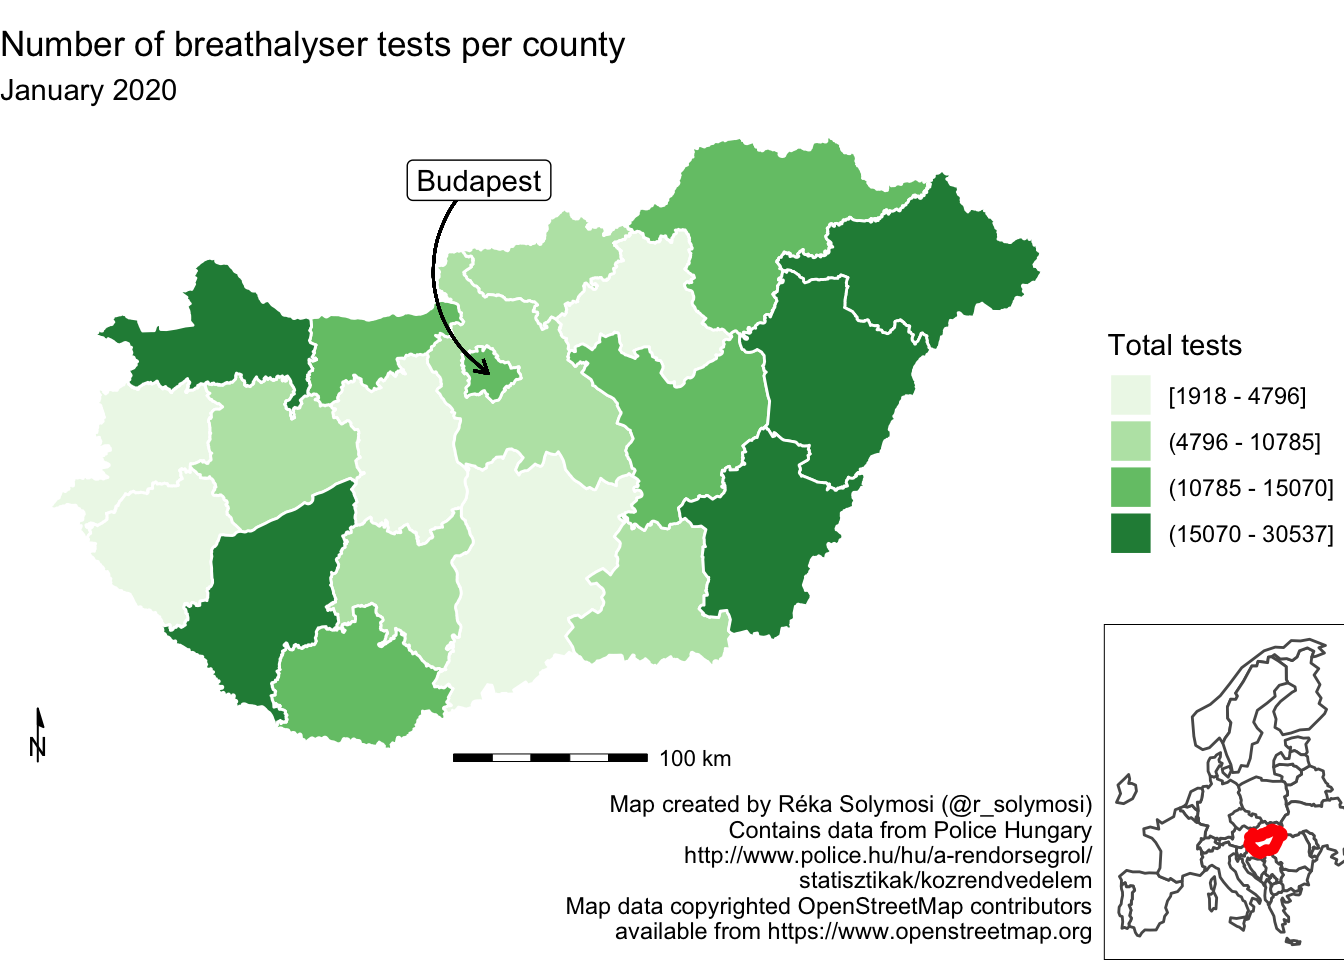 Number of breathalyser tests per county
January 2020
Budapest
Total tests
[1918 - 4796]
(4796 - 10785]
(10785 - 15070]
(15070 - 30537]
N
100 km
Map created by Réka Solymosi (@r_solymosi)
Contains data from Police Hungary
http://www.police.hu/hu/a-rendorsegrol/
statisztikak/kozrendvedelem
Map data copyrighted OpenStreetMap contributors
available from https://www.openstreetmap.org